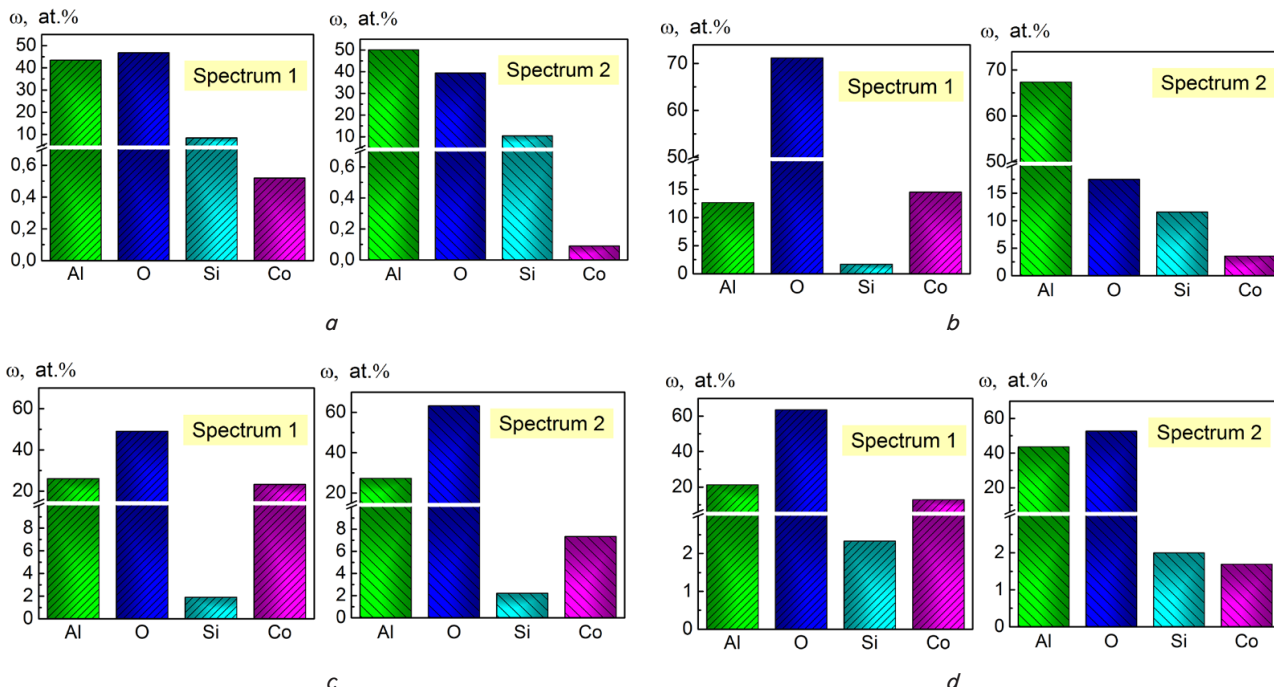 ω, at.%
50
40
30
20
10
0,6
0,4
0,2
0,0
Spectrum 1
Al O Si Co
ω, at.%
50
40
30
20
10
0,6
0,4
0,2
0,0
Spectrum 2
Al O Si Co
a
ω, at.%
70
60
50
15
10
5
0
Spectrum 1
Al O Si Co
ω, at.%
70
60
50
15
10
5
0
Spectrum 2
Al O Si Co
b
ω, at.%
60
40
20
8
6
4
2
0
Spectrum 1
Al O Si Co
ω, at.%
60
40
20
8
6
4
2
0
Spectrum 2
Al O Si Co
c
ω, at.%
60
40
20
2
1
0
Spectrum 1
Al O Si Co
ω, at.%
60
40
20
2
1
0
Spectrum 2
Al O Si Co
d